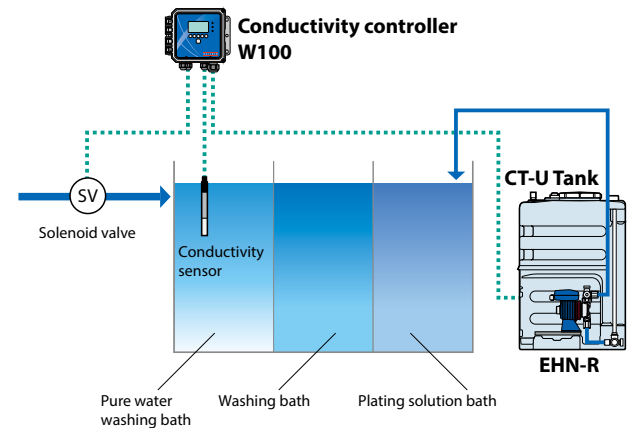 Conductivity controller
W100
CT-U Tank
SV
Solenoid valve
Conductivity
sensor
EHN-R
Pure water
washing bath
Washing bath
Plating solution bath